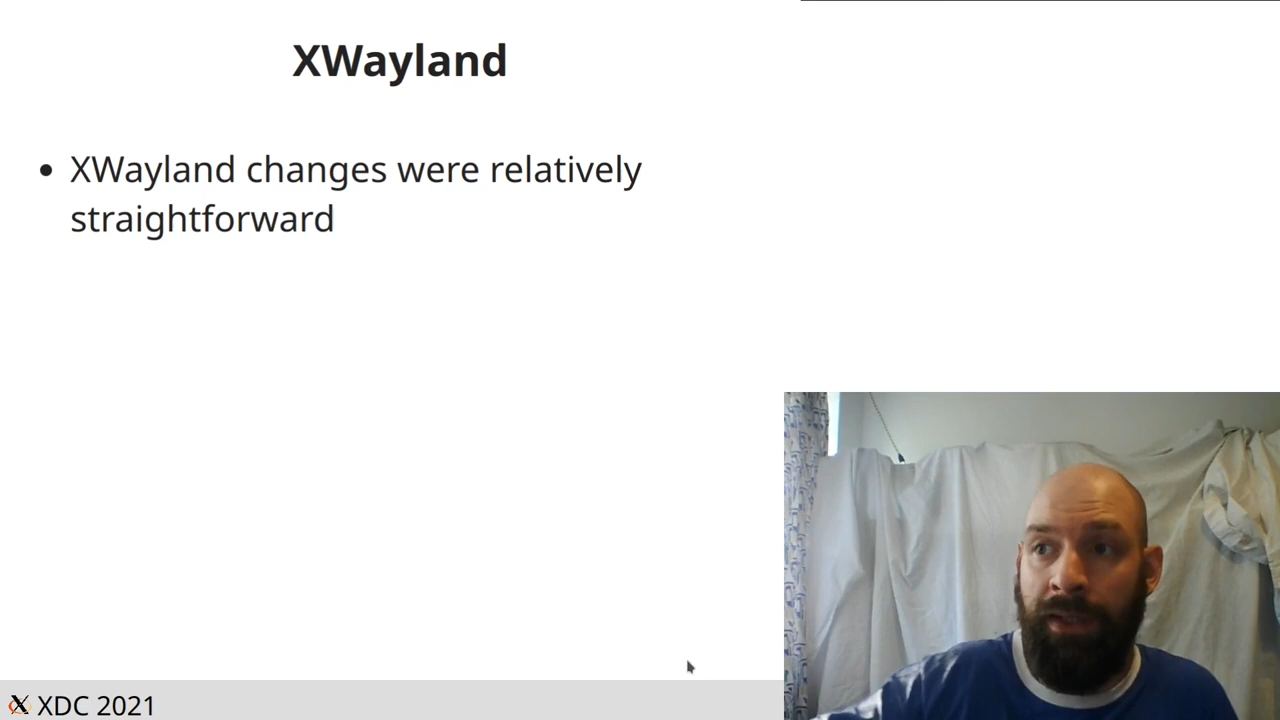 XWayland
• XWayland changes were relatively
straightforward
XDC 2021